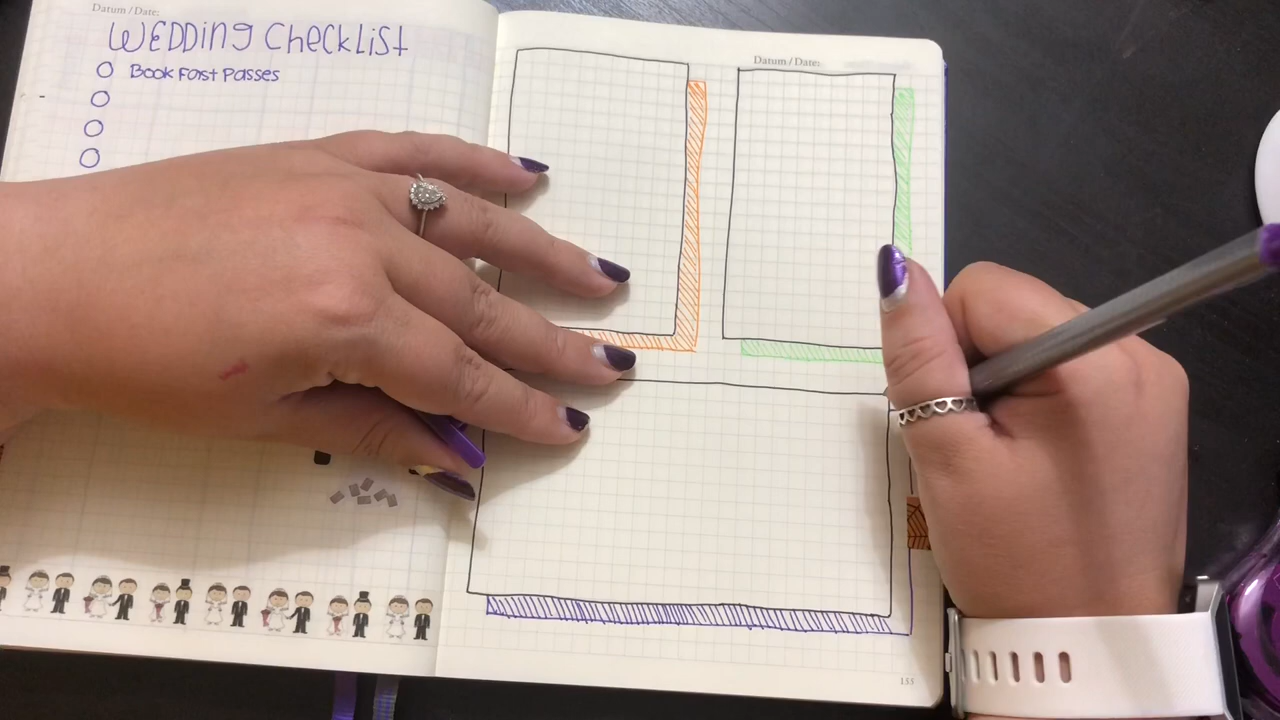 Datum / Date:
WEDDing CheckList
Book Fast Passes
Datum / Date:
155